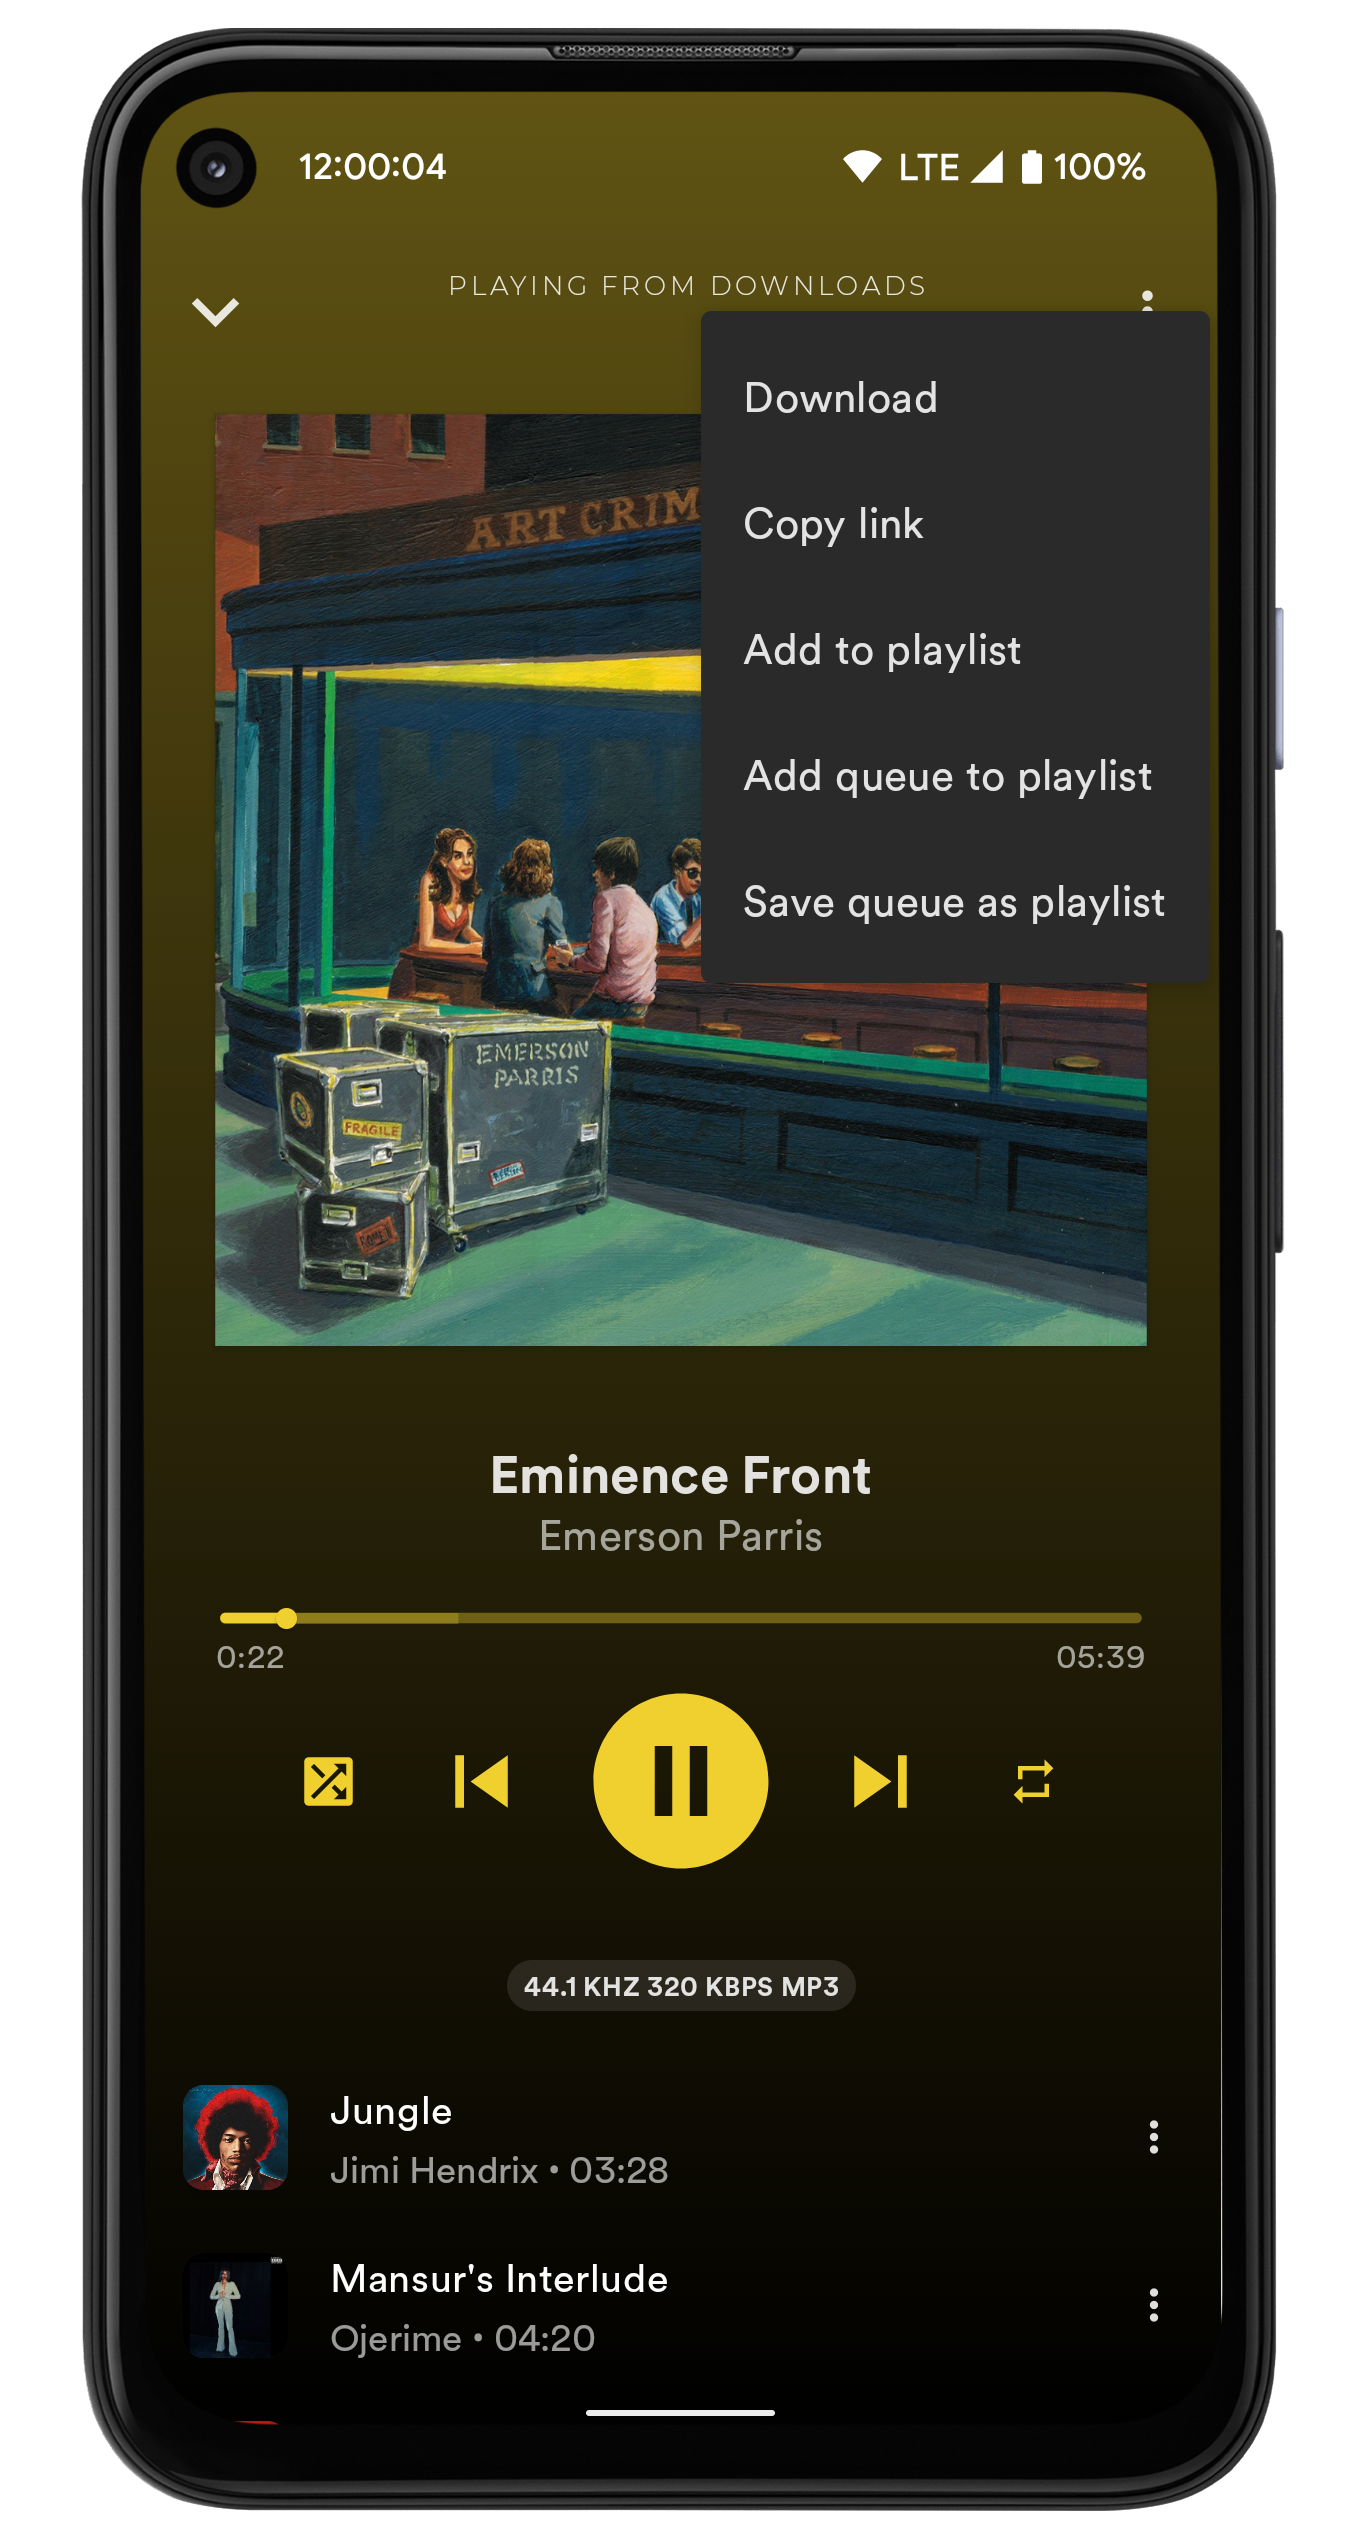 12:00:04
LTE 100%
PLAYING FROM DOWNLOADS
Download
Copy link
Add to playlist
Add queue to playlist
Save queue as playlist
ART CRIM
EMERSON
PARRIS
FRAGILE
Eminence Front
Emerson Parris
0:22
05:39
44.1 KHZ 320 KBPS MP3
Jungle
Jimi Hendrix • 03:28
Mansur's Interlude
Ojerime • 04:20